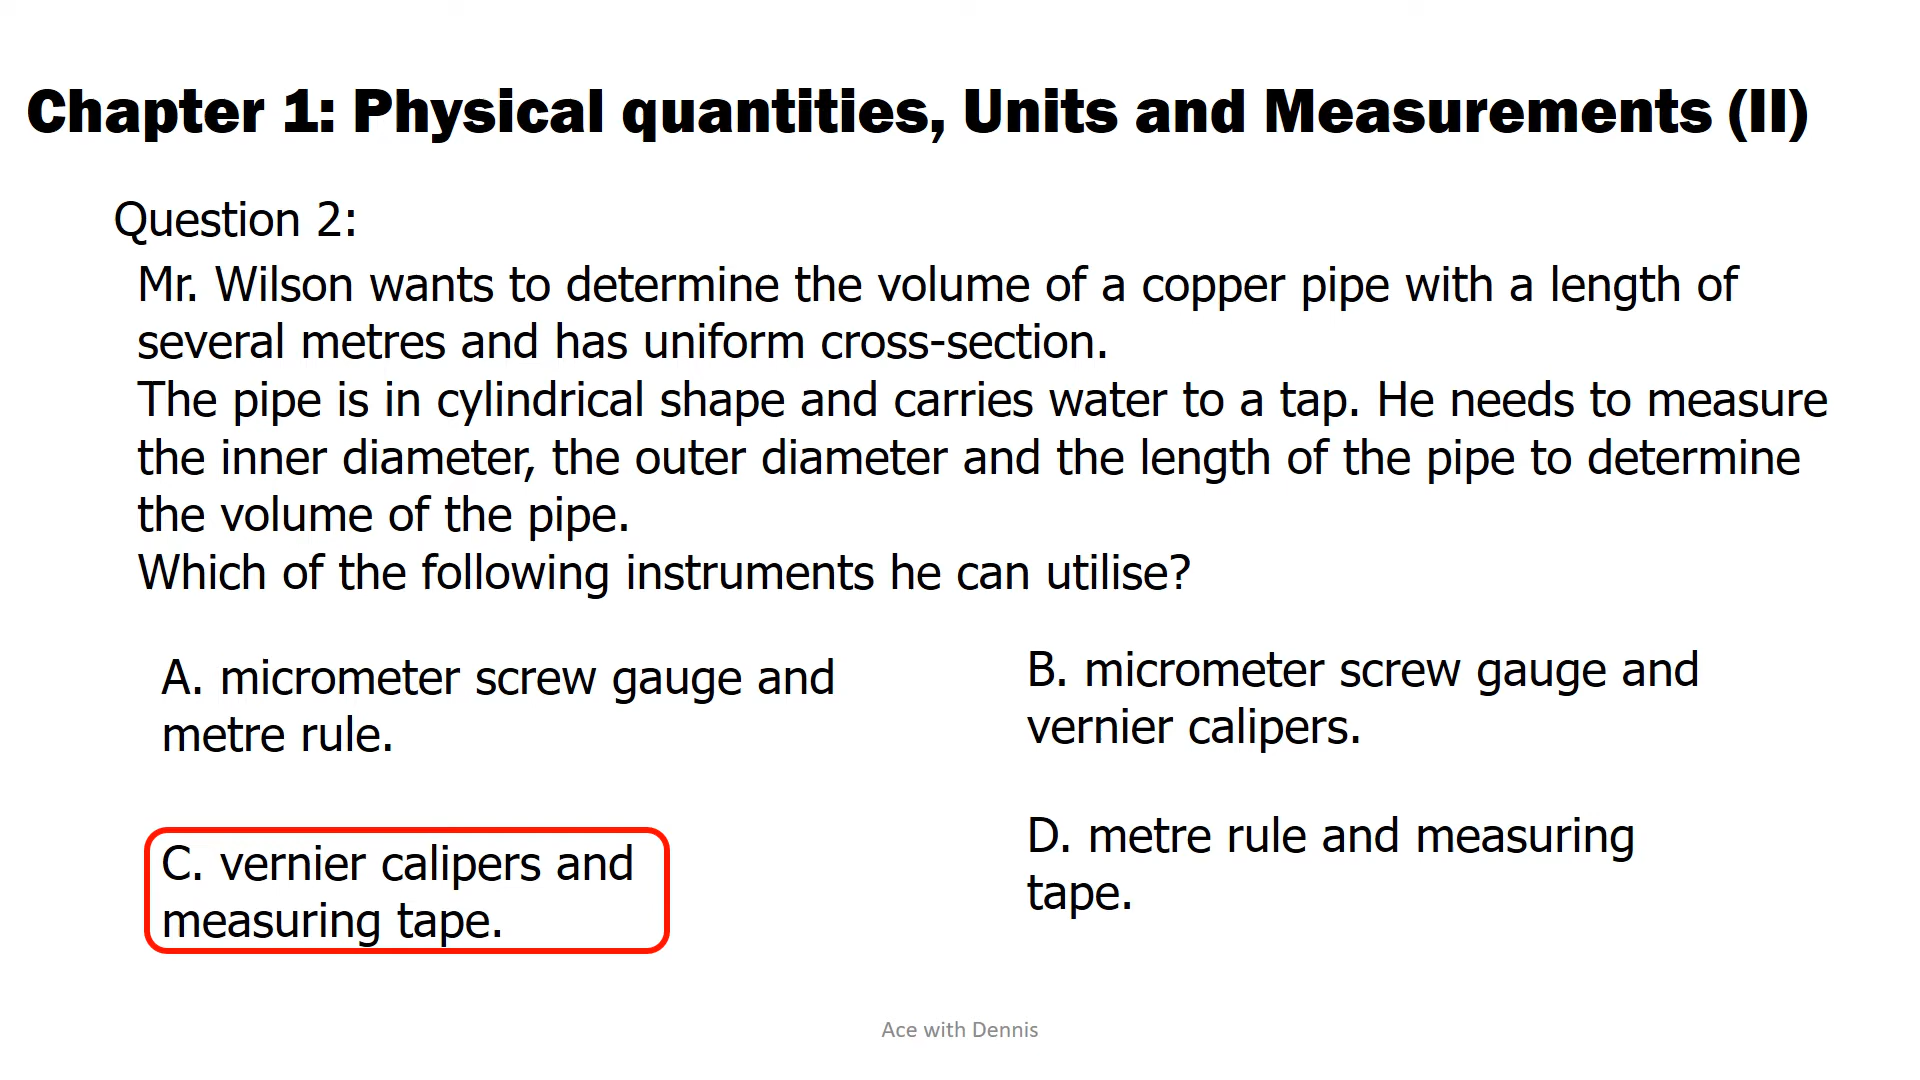 Chapter 1: Physical quantities, Units and Measurements (II)
Question 2:
Mr. Wilson wants to determine the volume of a copper pipe with a length of
several metres and has uniform cross-section.
The pipe is in cylindrical shape and carries water to a tap. He needs to measure
the inner diameter, the outer diameter and the length of the pipe to determine
the volume of the pipe.
Which of the following instruments he can utilise?
A. micrometer screw gauge and
metre rule.
B. micrometer screw gauge and
vernier calipers.
C. vernier calipers and
measuring tape.
D. metre rule and measuring
tape.
Ace with Dennis